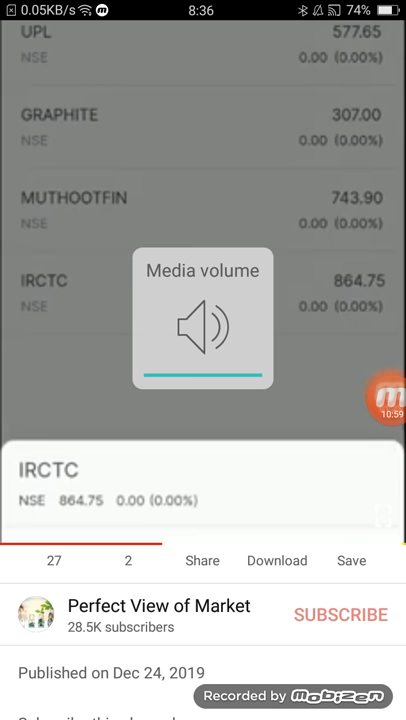 0.05KB/s 8:36 74%
UPL 577.65
NSE 0.00 (0.00%)
GRAPHITE 307.00
NSE 0.00 (0.00%)
MUTHOOTFIN 743.90
NSE 0.00 (0.00%)
IRCTC 864.75
NSE 0.00 (0.00%)
Media volume
10:59
IRCTC
NSE 864.75 0.00 (0.00%)
27 2 Share Download Save
Perfect View of Market
28.5K subscribers
SUBSCRIBE
Published on Dec 24, 2019
Recorded by mobizen